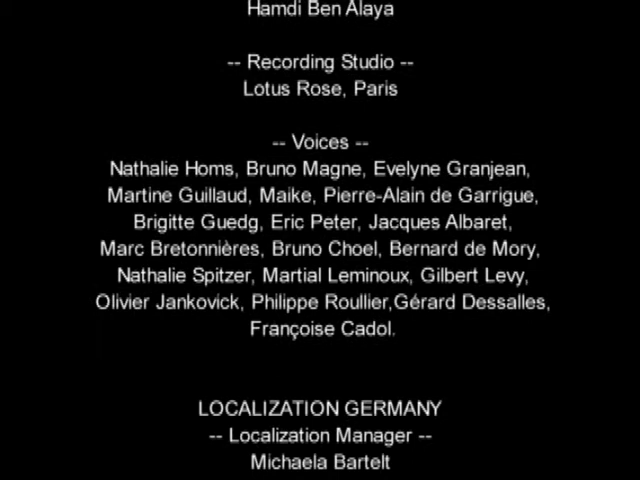 Hamdi Ben Alaya
-- Recording Studio --
Lotus Rose, Paris
-- Voices --
Nathalie Homs, Bruno Magne, Evelyne Granjean,
Martine Guillaud, Maike, Pierre-Alain de Garrigue,
Brigitte Guedg, Eric Peter, Jacques Albaret,
Marc Bretonnières, Bruno Choel, Bernard de Mory,
Nathalie Spitzer, Martial Leminoux, Gilbert Levy,
Olivier Jankovick, Philippe Roullier,Gérard Dessalles,
Françoise Cadol.
LOCALIZATION GERMANY
-- Localization Manager --
Michaela Bartelt